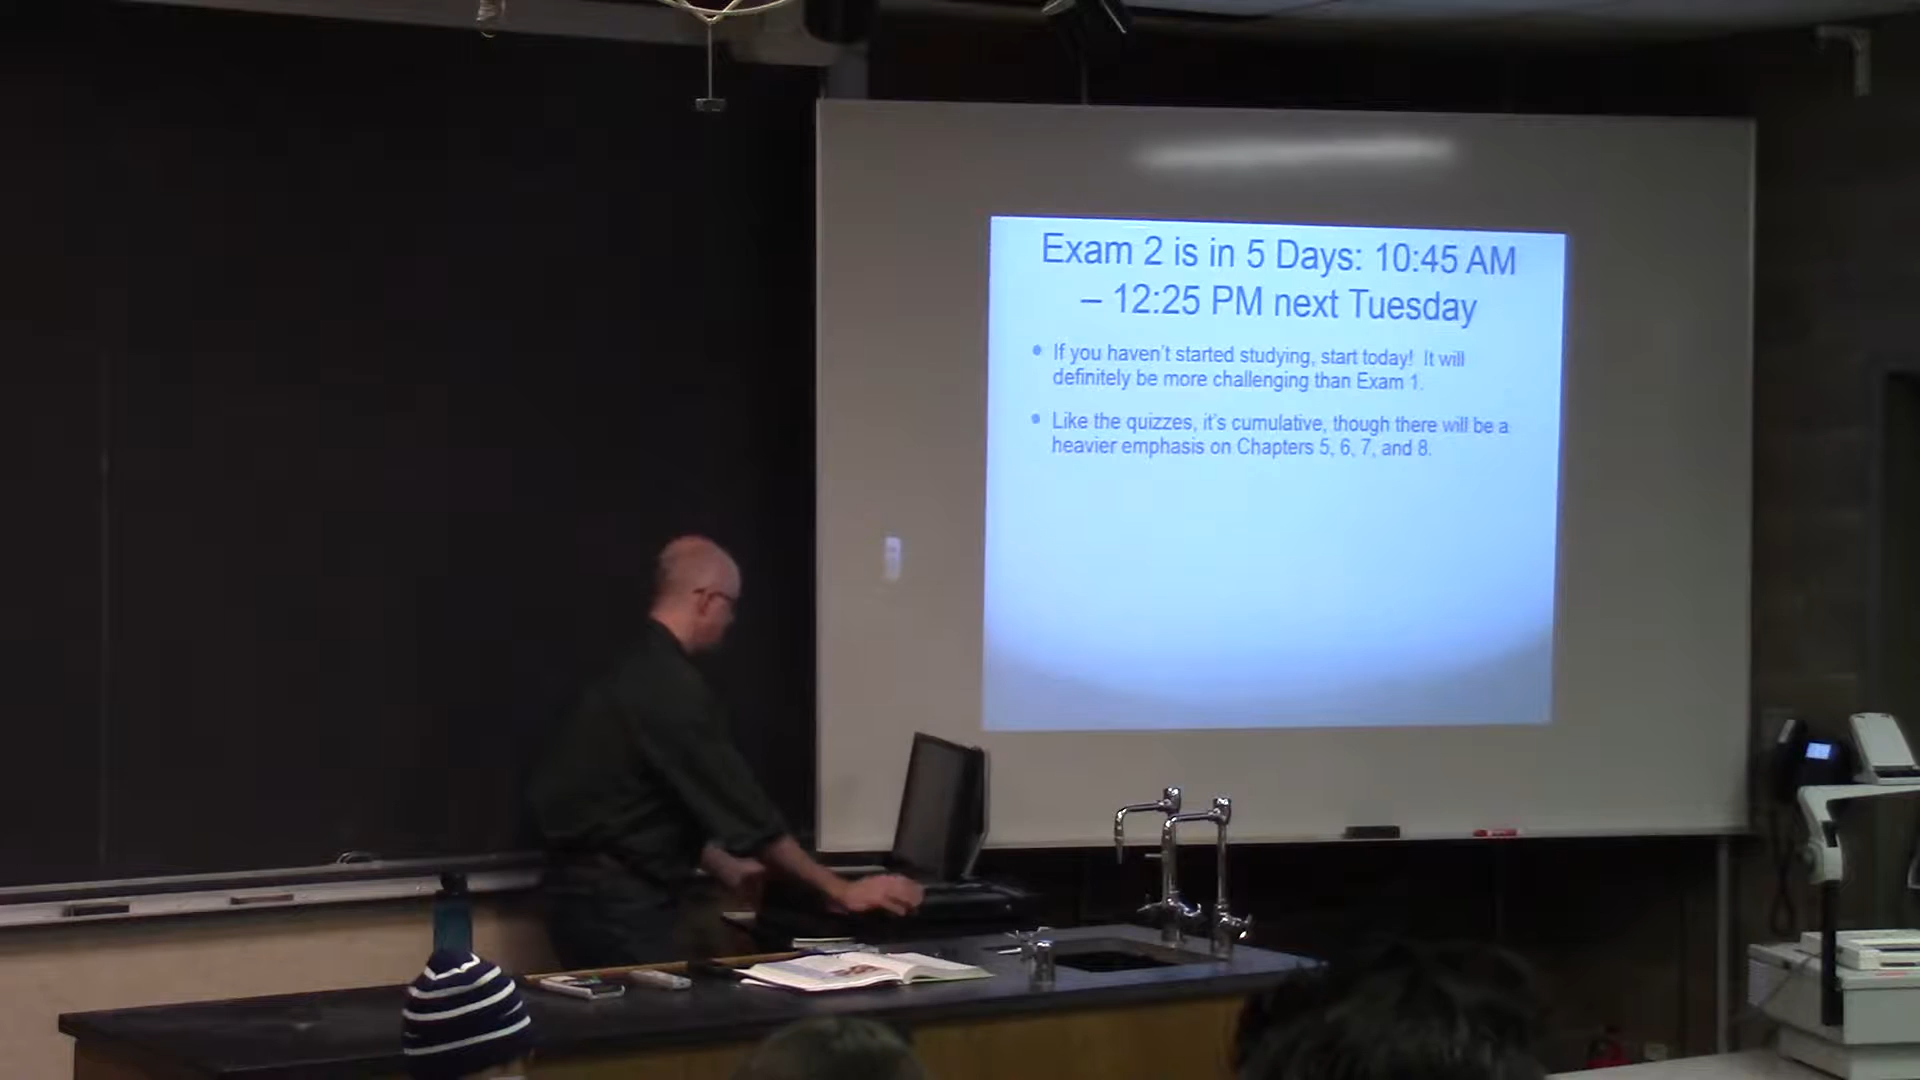 Exam 2 is in 5 Days: 10:45 AM
– 12:25 PM next Tuesday
• If you haven't started studying, start today! It will
definitely be more challenging than Exam 1.
• Like the quizzes, it's cumulative, though there will be a
heavier emphasis on Chapters 5, 6, 7, and 8.